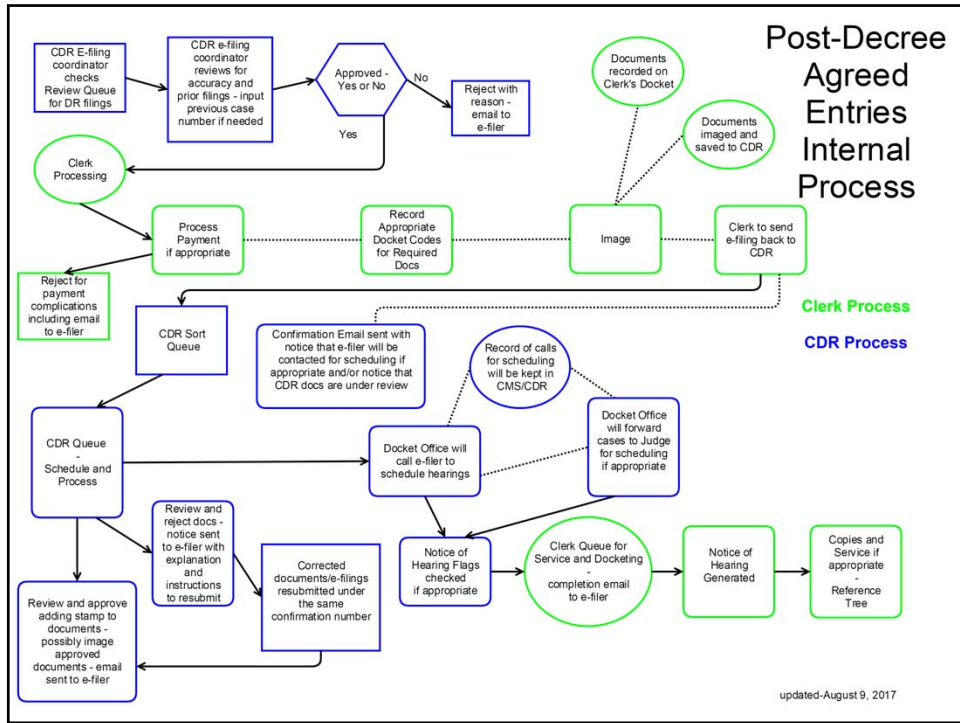 Post-Decree
Agreed
Entries
Internal
Process
CDR E-filing
coordinator
checks
Review Queue
for DR filings
CDR e-filing
coordinator
reviews for
accuracy and
prior filings - input
previous case
number if needed
Approved -
Yes or No
No
Yes
Reject with
reason -
email to
e-filer
Documents
recorded on
Clerk's Docket
Documents
imaged and
saved to CDR
Clerk
Processing
Process
Payment
if appropriate
Record
Appropriate
Docket Codes
for Required
Docs
Image
Clerk to send
e-filing back to
CDR
Reject for
payment
complications
including email
to e-filer
CDR Sort
Queue
Confirmation Email sent with
notice that e-filer will be
contacted for scheduling if
appropriate and/or notice that
CDR docs are under review
Record of calls
for scheduling
will be kept in
CMS/CDR
Clerk Process
CDR Process
CDR Queue
-
Schedule and
Process
Docket Office will
call e-filer to
schedule hearings
Docket Office
will forward
cases to Judge
for scheduling
if appropriate
Review and
reject docs -
notice sent
to e-filer with
explanation
and
instructions
to resubmit
Corrected
documents/e-filings
resubmitted under
the same
confirmation number
Notice of
Hearing Flags
checked
if appropriate
Clerk Queue for
Service and Docketing -
completion email
to e-filer
Notice of
Hearing
Generated
Copies and
Service if
appropriate -
Reference
Tree
Review and approve
adding stamp to
documents -
possibly image
approved
documents - email
sent to e-filer
updated-August 9, 2017